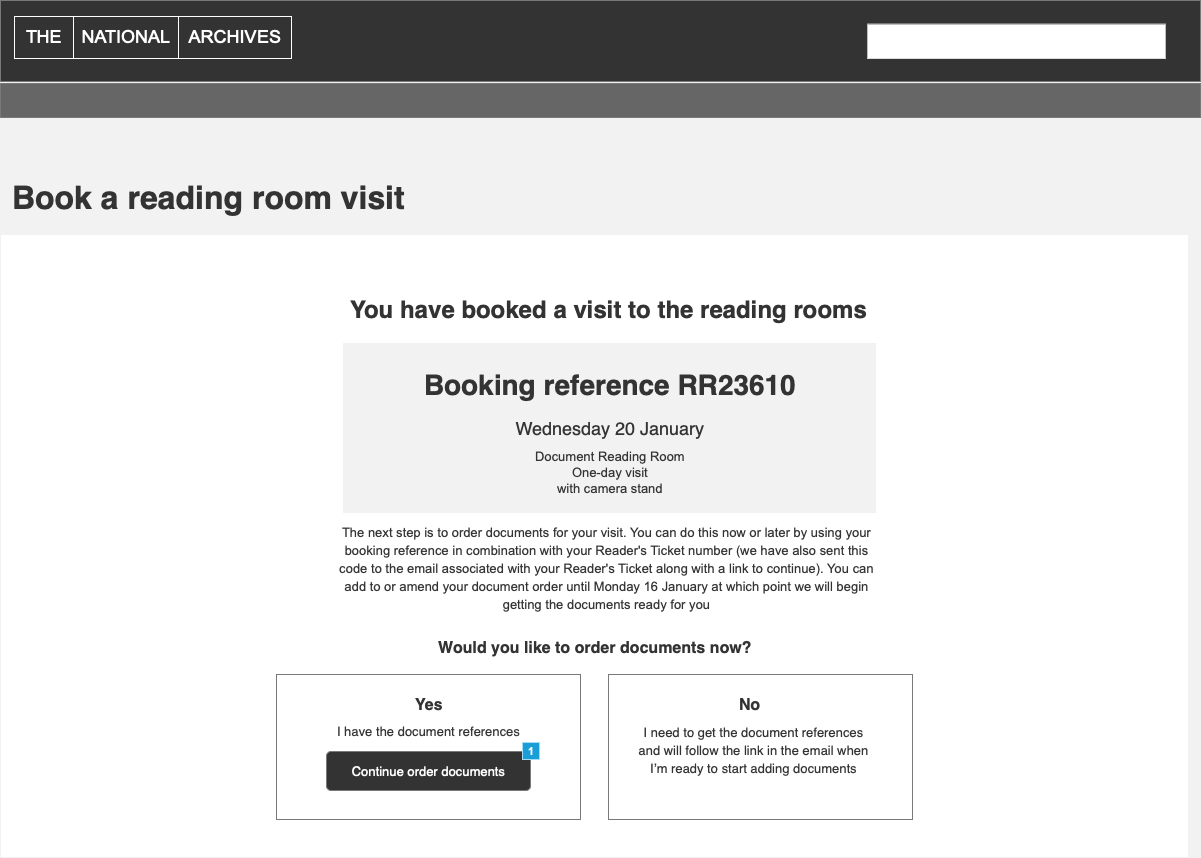 THE NATIONAL ARCHIVES
Book a reading room visit
You have booked a visit to the reading rooms
Booking reference RR23610
Wednesday 20 January
Document Reading Room
One-day visit
with camera stand
The next step is to order documents for your visit. You can do this now or later by using your
booking reference in combination with your Reader's Ticket number (we have also sent this
code to the email associated with your Reader's Ticket along with a link to continue). You can
add to or amend your document order until Monday 16 January at which point we will begin
getting the documents ready for you
Would you like to order documents now?
Yes
I have the document references
1
Continue order documents
No
I need to get the document references
and will follow the link in the email when
I’m ready to start adding documents